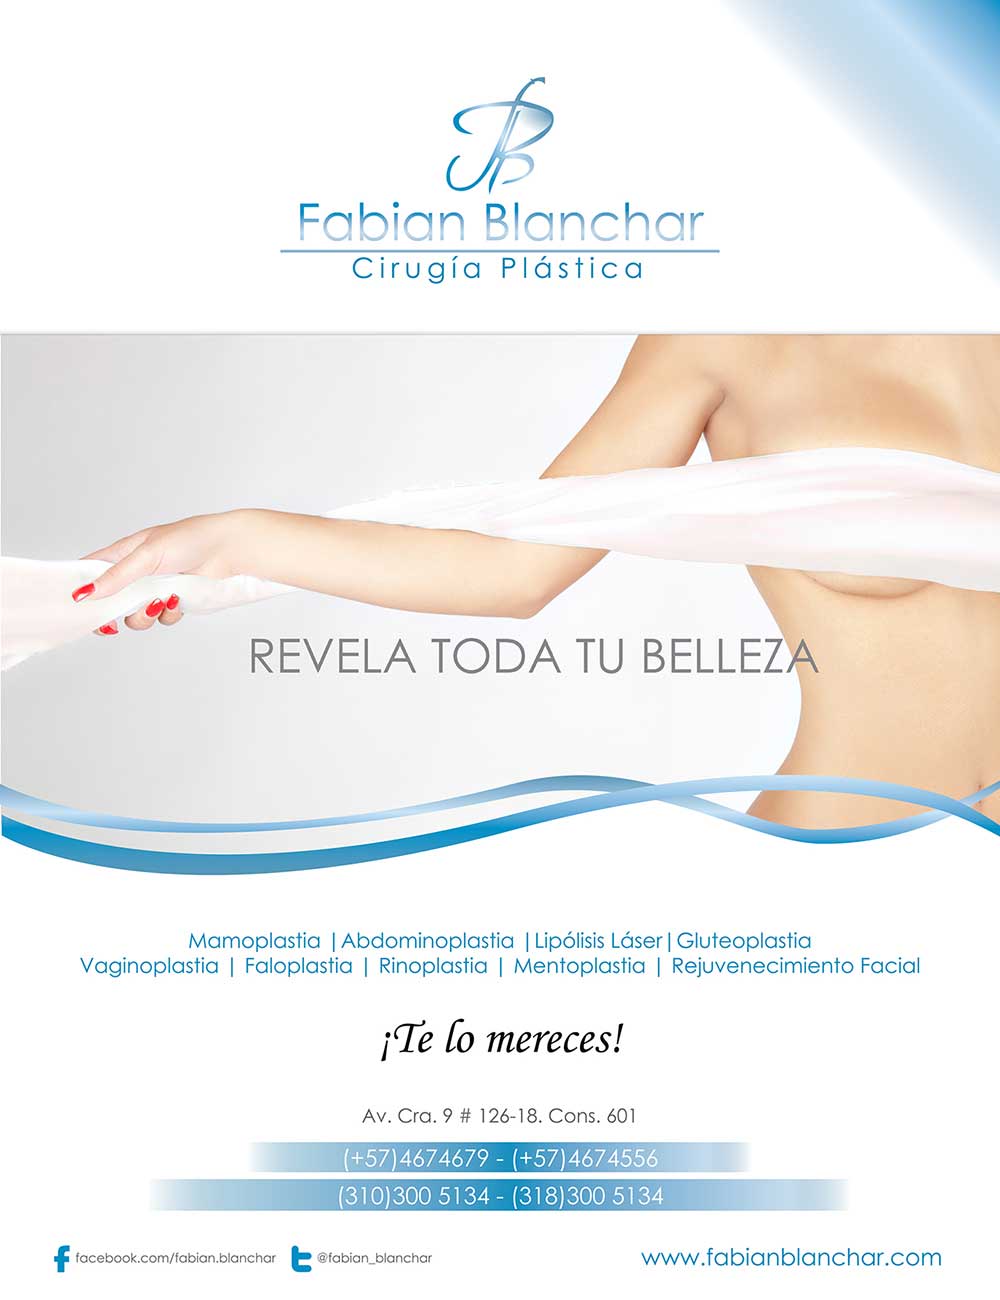 Fabian Blanchar
Cirugía Plástica
REVELA TODA TU BELLEZA
Mamoplastia |Abdominoplastia |Lipólisis Láser|Gluteoplastia
Vaginoplastia | Faloplastia | Rinoplastia | Mentoplastia | Rejuvenecimiento Facial
¡Te lo mereces!
Av. Cra. 9 # 126-18. Cons. 601
(+57)4674679 - (+57)4674556
(310)300 5134 - (318)300 5134
facebook.com/fabian.blanchar @fabian_blanchar www.fabianblanchar.com